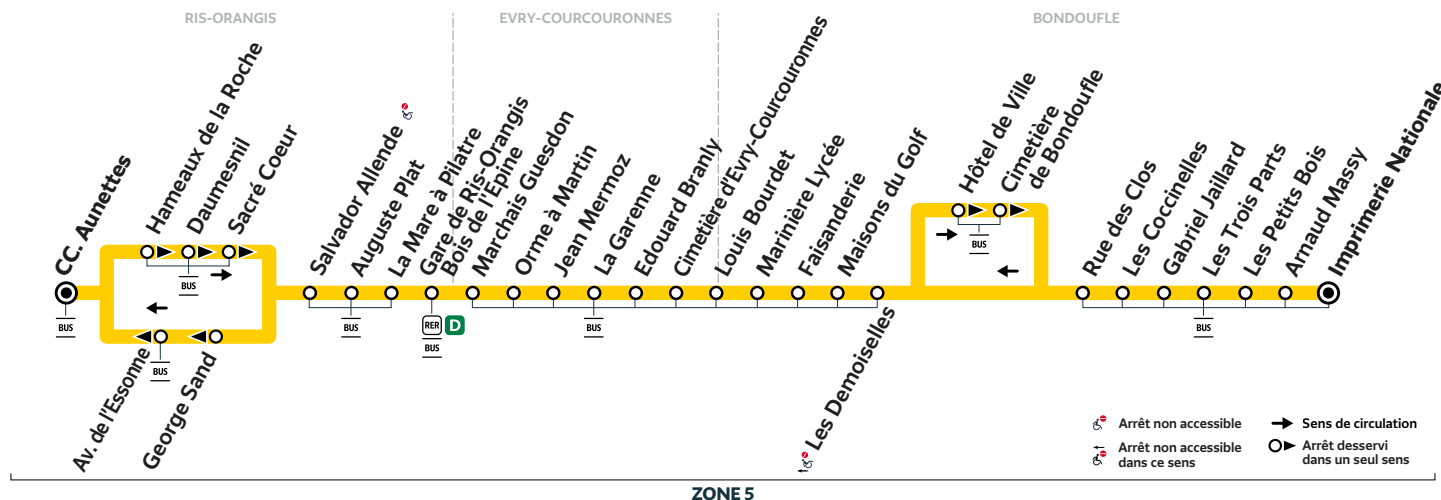 RIS-ORANGIS
EVRY-COURCOURONNES
BONDOUFLE
CC. Aunettes
Hameaux de la Roche
Daumesnil
Sacré Coeur
Av. de l'Essonne
George Sand
Salvador Allende
Auguste Plat
La Mare à Pilatre
Gare de Ris-Orangis
Bois de l'Epine
Marchais Guesdon
Orme à Martin
Jean Mermoz
La Garenne
Edouard Branly
Cimetière d'Evry-Courcouronnes
Louis Bourdet
Marinière Lycée
Faisanderie
Maisons du Golf
Les Demoiselles
Hôtel de Ville
Cimetière
de Bondoufle
Rue des Clos
Les Coccinelles
Gabriel Jaillard
Les Trois Parts
Les Petits Bois
Arnaud Massy
Imprimerie Nationale
BUS
BUS
BUS
BUS
RER D
BUS
BUS
BUS
BUS
Arrêt non accessible
Arrêt non accessible
dans ce sens
Sens de circulation
Arrêt desservi
dans un seul sens
ZONE 5